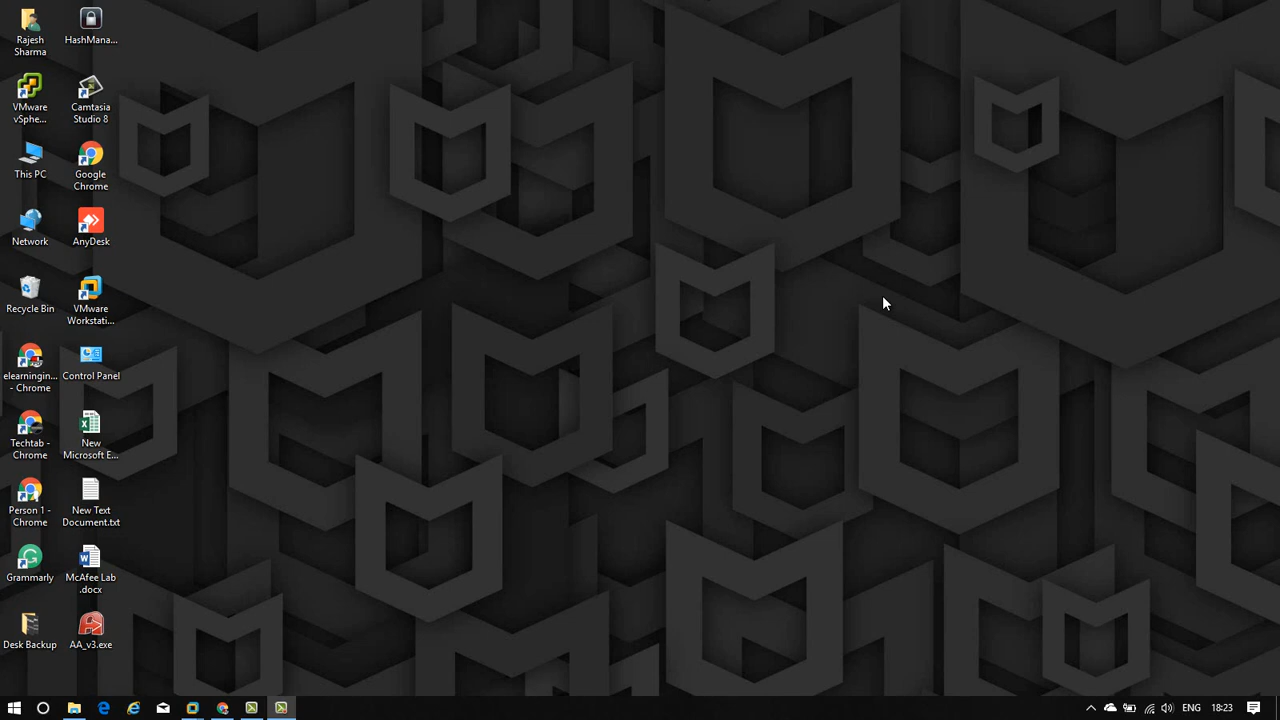 Rajesh
Sharma
HashMana...
VMware
vSphe...
Camtasia
Studio 8
This PC
Google
Chrome
Network
AnyDesk
Recycle Bin
VMware
Workstati...
elearningin...
- Chrome
Control Panel
Techtab -
Chrome
New
Microsoft E...
Person 1 -
Chrome
New Text
Document.txt
Grammarly
McAfee Lab
.docx
Desk Backup
AA_v3.exe
ENG
18:23